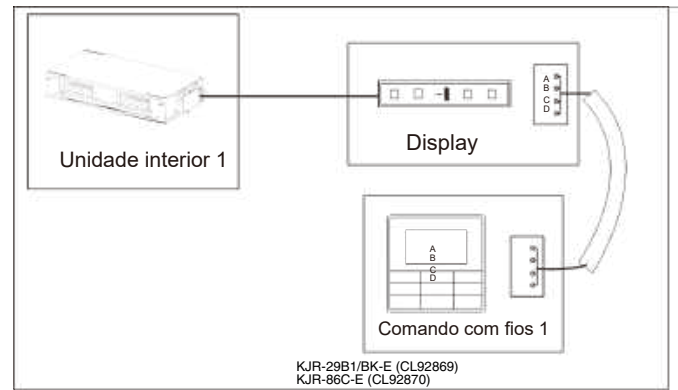 A
B
C
D
Unidade interior 1
Display
A
B
C
D
Comando com fios 1
KJR-29B1/BK-E (CL92869)
KJR-86C-E (CL92870)